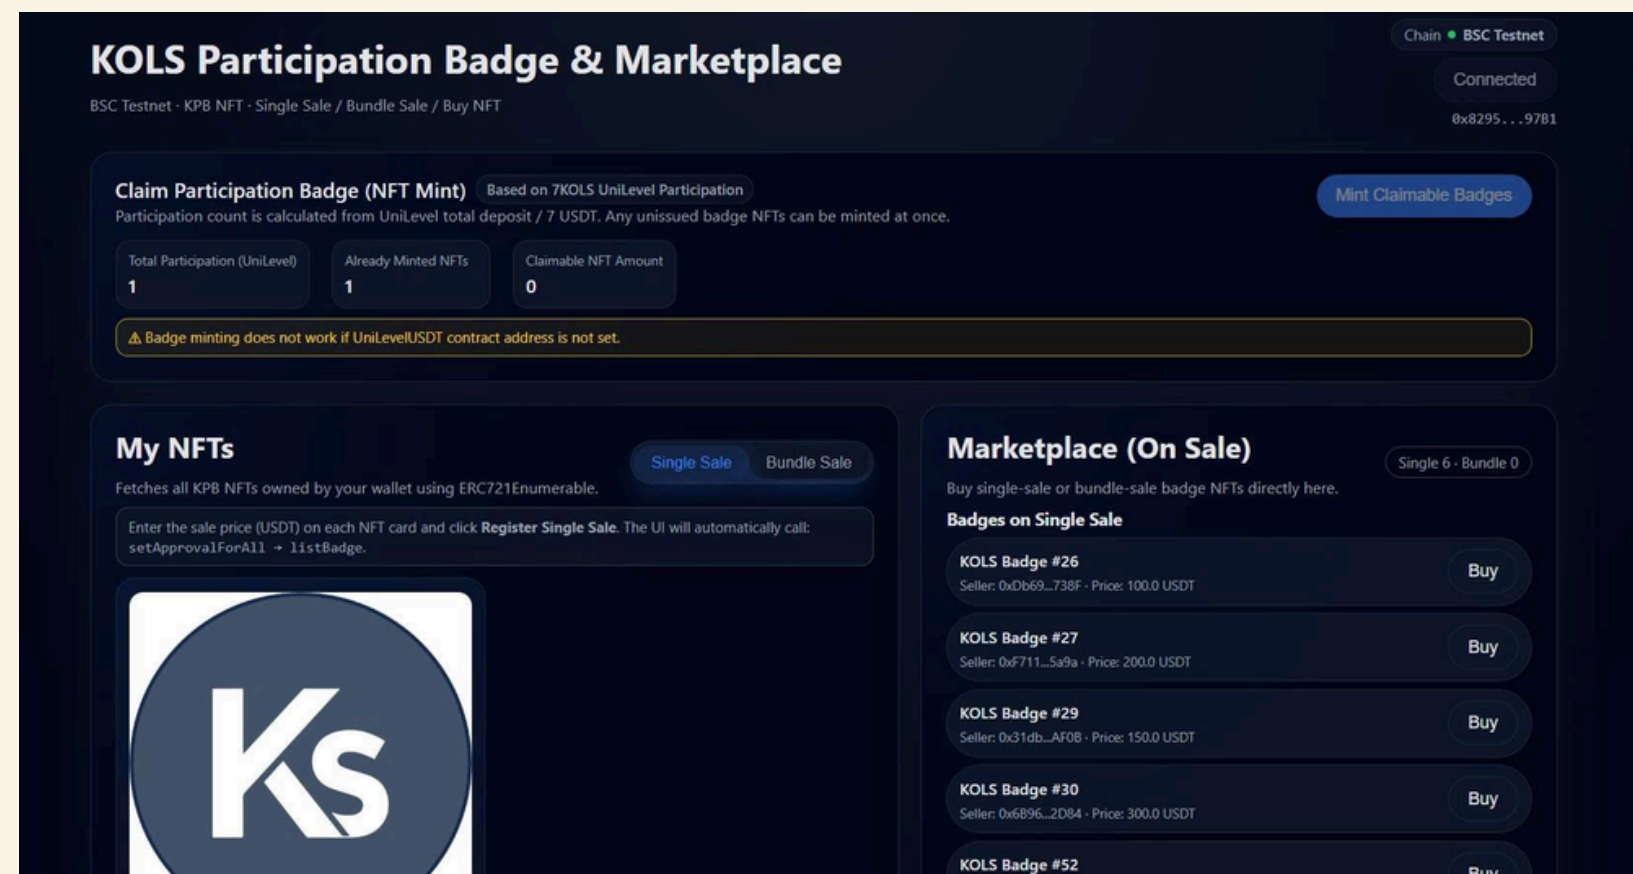 KOLS Participation Badge & Marketplace
BSC Testnet · KPB NFT · Single Sale / Bundle Sale / Buy NFT
Chain ● BSC Testnet
Connected
0x8295...97B1
Claim Participation Badge (NFT Mint)
Based on 7KOLS UniLevel Participation
Mint Claimable Badges
Participation count is calculated from UniLevel total deposit / 7 USDT. Any unissued badge NFTs can be minted at once.
Total Participation (UniLevel)
1
Already Minted NFTs
1
Claimable NFT Amount
0
⚠ Badge minting does not work if UniLevelUSDT contract address is not set.
My NFTs
Single Sale
Bundle Sale
Fetches all KPB NFTs owned by your wallet using ERC721Enumerable.
Enter the sale price (USDT) on each NFT card and click Register Single Sale. The UI will automatically call:
setApprovalForAll → listBadge.
Ks
Marketplace (On Sale)
Single 6 · Bundle 0
Buy single-sale or bundle-sale badge NFTs directly here.
Badges on Single Sale
KOLS Badge #26
Seller: 0xDb69...738F · Price: 100.0 USDT
Buy
KOLS Badge #27
Seller: 0xF711...5a9a · Price: 200.0 USDT
Buy
KOLS Badge #29
Seller: 0x31db...AF0B · Price: 150.0 USDT
Buy
KOLS Badge #30
Seller: 0x6B96...2D84 · Price: 300.0 USDT
Buy
KOLS Badge #52
Buy